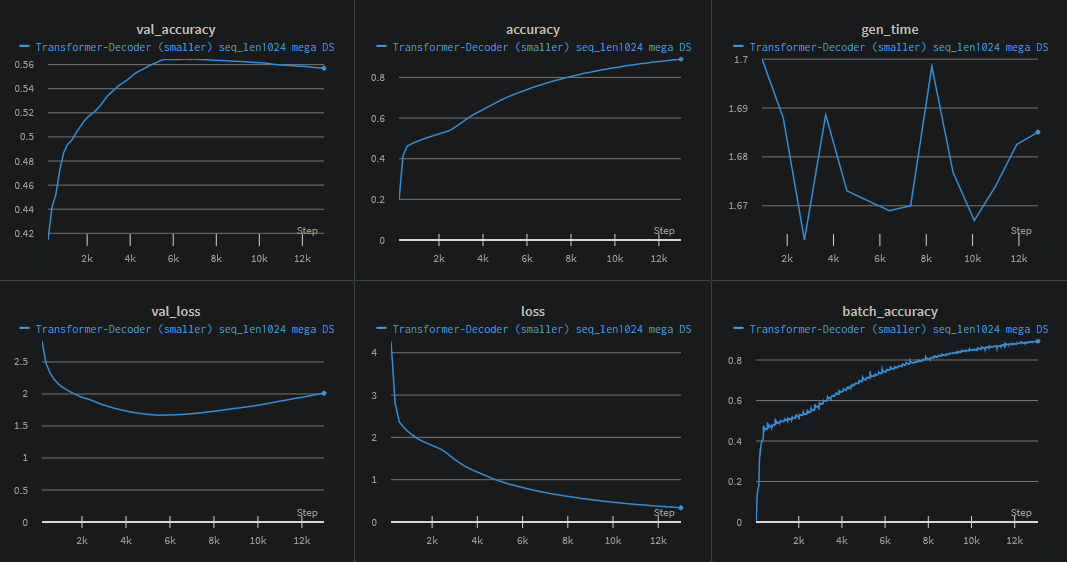 val_accuracy
Transformer-Decoder (smaller) seq_len1024 mega DS
0.56
0.54
0.52
0.5
0.48
0.46
0.44
0.42
Step
2k 4k 6k 8k 10k 12k
accuracy
Transformer-Decoder (smaller) seq_len1024 mega DS
0.8
0.6
0.4
0.2
0
Step
2k 4k 6k 8k 10k 12k
gen_time
Transformer-Decoder (smaller) seq_len1024 mega DS
1.7
1.69
1.68
1.67
Step
2k 4k 6k 8k 10k 12k
val_loss
Transformer-Decoder (smaller) seq_len1024 mega DS
2.5
2
1.5
1
0.5
0
Step
2k 4k 6k 8k 10k 12k
loss
Transformer-Decoder (smaller) seq_len1024 mega DS
4
3
2
1
0
Step
2k 4k 6k 8k 10k 12k
batch_accuracy
Transformer-Decoder (smaller) seq_len1024 mega DS
0.8
0.6
0.4
0.2
0
Step
2k 4k 6k 8k 10k 12k